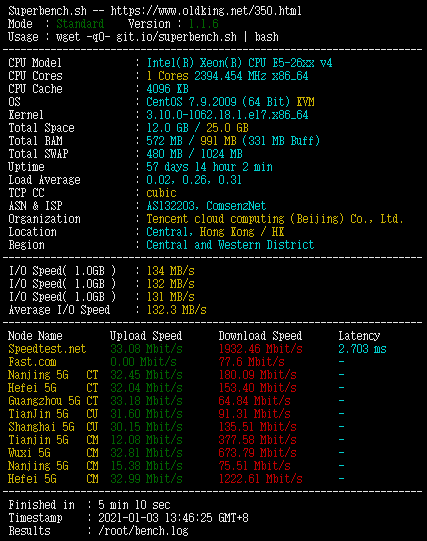 Superbench.sh -- https://www.oldking.net/350.html
Mode : Standard Version : 1.1.6
Usage : wget -qO- git.io/superbench.sh | bash
CPU Model : Intel(R) Xeon(R) CPU E5-26xx v4
CPU Cores : 1 Cores 2394.454 MHz x86_64
CPU Cache : 4096 KB
OS : CentOS 7.9.2009 (64 Bit) KVM
Kernel : 3.10.0-1062.18.1.el7.x86_64
Total Space : 12.0 GB / 25.0 GB
Total RAM : 572 MB / 991 MB (331 MB Buff)
Total SWAP : 480 MB / 1024 MB
Uptime : 57 days 14 hour 2 min
Load Average : 0.02, 0.26, 0.31
TCP CC : cubic
ASN & ISP : AS132203, ComsenzNet
Organization : Tencent cloud computing (Beijing) Co., Ltd.
Location : Central, Hong Kong / HK
Region : Central and Western District
I/O Speed( 1.0GB ) : 134 MB/s
I/O Speed( 1.0GB ) : 132 MB/s
I/O Speed( 1.0GB ) : 131 MB/s
Average I/O Speed : 132.3 MB/s
Node Name Upload Speed Download Speed Latency
Speedtest.net 33.08 Mbit/s 1932.46 Mbit/s 2.703 ms
Fast.com 0.00 Mbit/s 77.6 Mbit/s -
Nanjing 5G CT 32.45 Mbit/s 180.09 Mbit/s -
Hefei 5G CT 32.04 Mbit/s 153.40 Mbit/s -
Guangzhou 5G CT 33.18 Mbit/s 64.84 Mbit/s -
TianJin 5G CU 31.60 Mbit/s 91.31 Mbit/s -
Shanghai 5G CU 30.15 Mbit/s 135.51 Mbit/s -
Tianjin 5G CM 12.08 Mbit/s 377.58 Mbit/s -
Wuxi 5G CM 32.81 Mbit/s 673.79 Mbit/s -
Nanjing 5G CM 15.38 Mbit/s 75.51 Mbit/s -
Hefei 5G CM 32.99 Mbit/s 1222.61 Mbit/s -
Finished in : 5 min 10 sec
Timestamp : 2021-01-03 13:46:25 GMT+8
Results : /root/bench.log